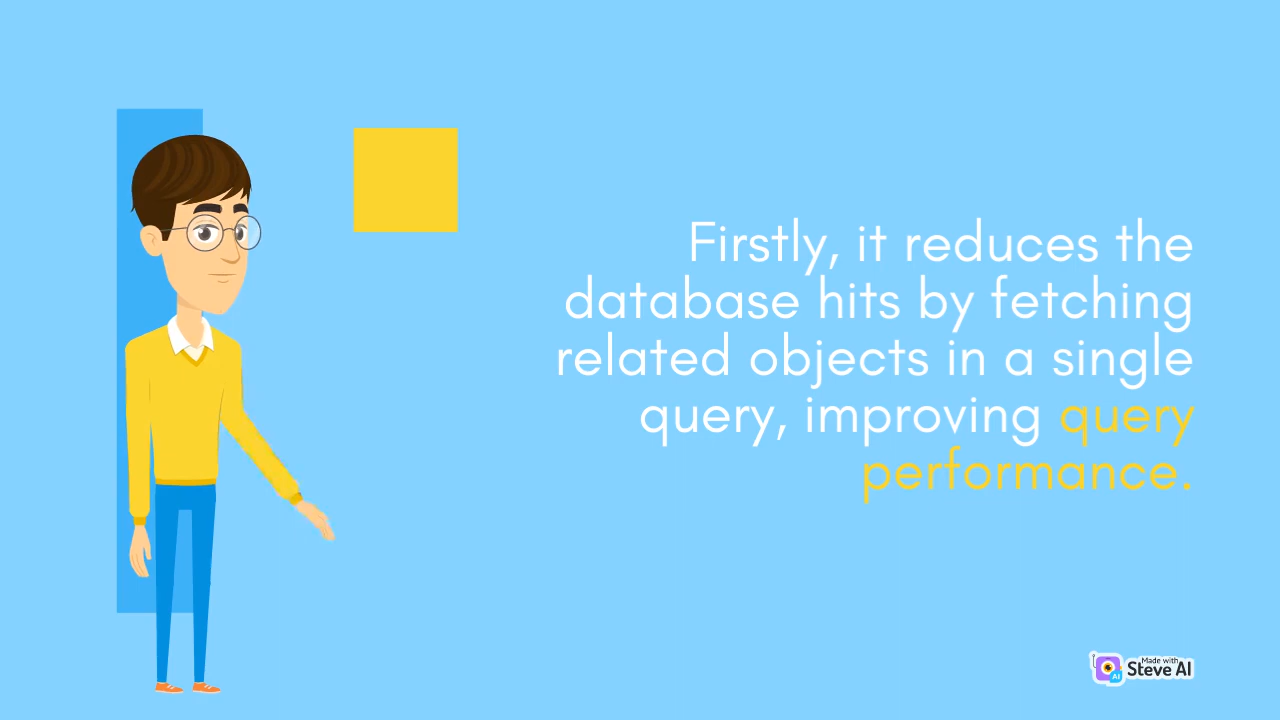 Firstly, it reduces the
database hits by fetching
related objects in a single
query, improving query
performance.
Made with
Steve AI
AI